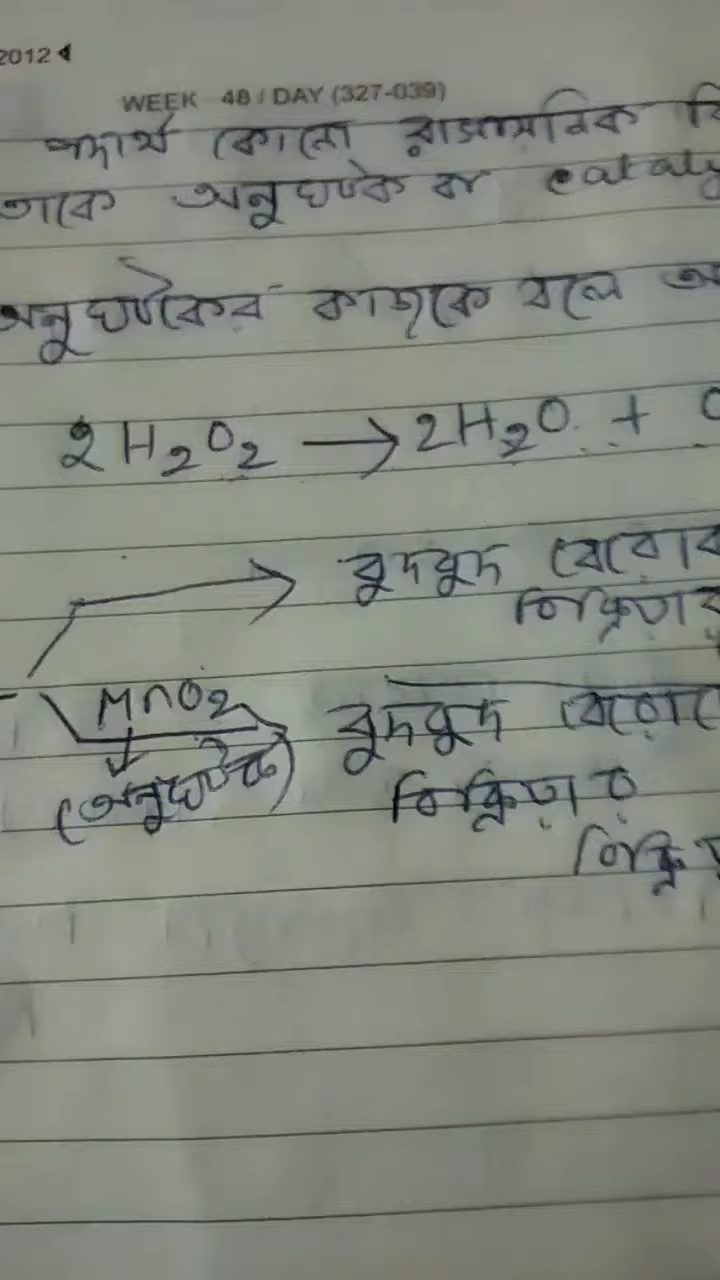 2012
WEEK 48 / DAY (327-039)
পদার্থ কোনো রাসায়নিক বি
তাকে অনুঘটক বা cataly
অনুঘটকের কাজকে বলে অ
2H₂O₂ → 2H₂O + O
বুদবুদ বেরোব
বিক্রিয়ার
MnO₂
বুদবুদ বেরোবে
(অনুঘটক)
বিক্রিয়া
বিক্রি